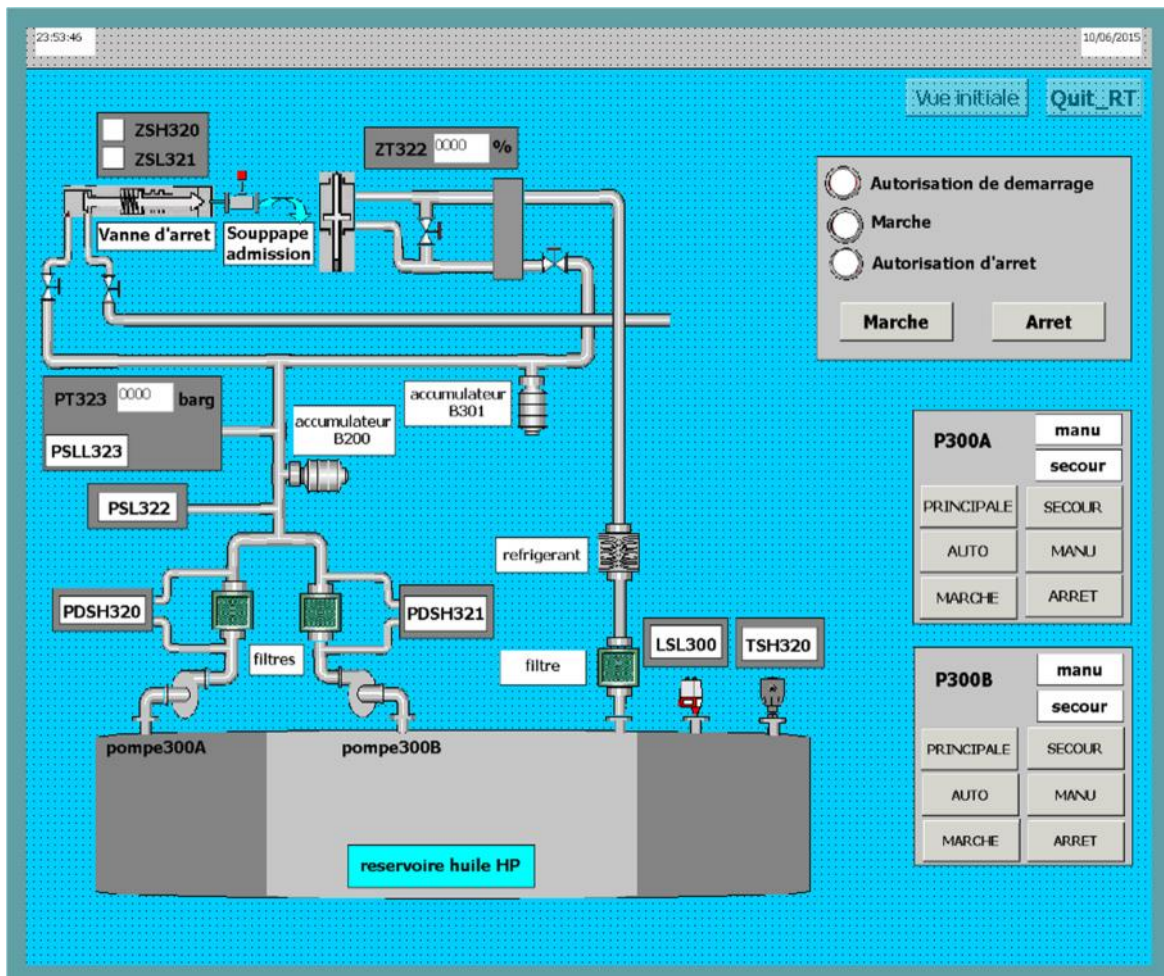 23:53:46
10/06/2015
Vue initiale
Quit_RT
ZSH320
ZSL321
ZT322 0000 %
Vanne d'arret
Souppape
admission
Autorisation de demarrage
Marche
Autorisation d'arret
Marche
Arret
PT323 0000 barg
PSLL323
accumulateur
B301
accumulateur
B200
PSL322
P300A
manu
secour
PRINCIPALE
SECOUR
AUTO
MANU
MARCHE
ARRET
refrigerant
PDSH320
PDSH321
filtres
filtre
LSL300
TSH320
P300B
manu
secour
PRINCIPALE
SECOUR
AUTO
MANU
MARCHE
ARRET
pompe300A
pompe300B
reservoire huile HP